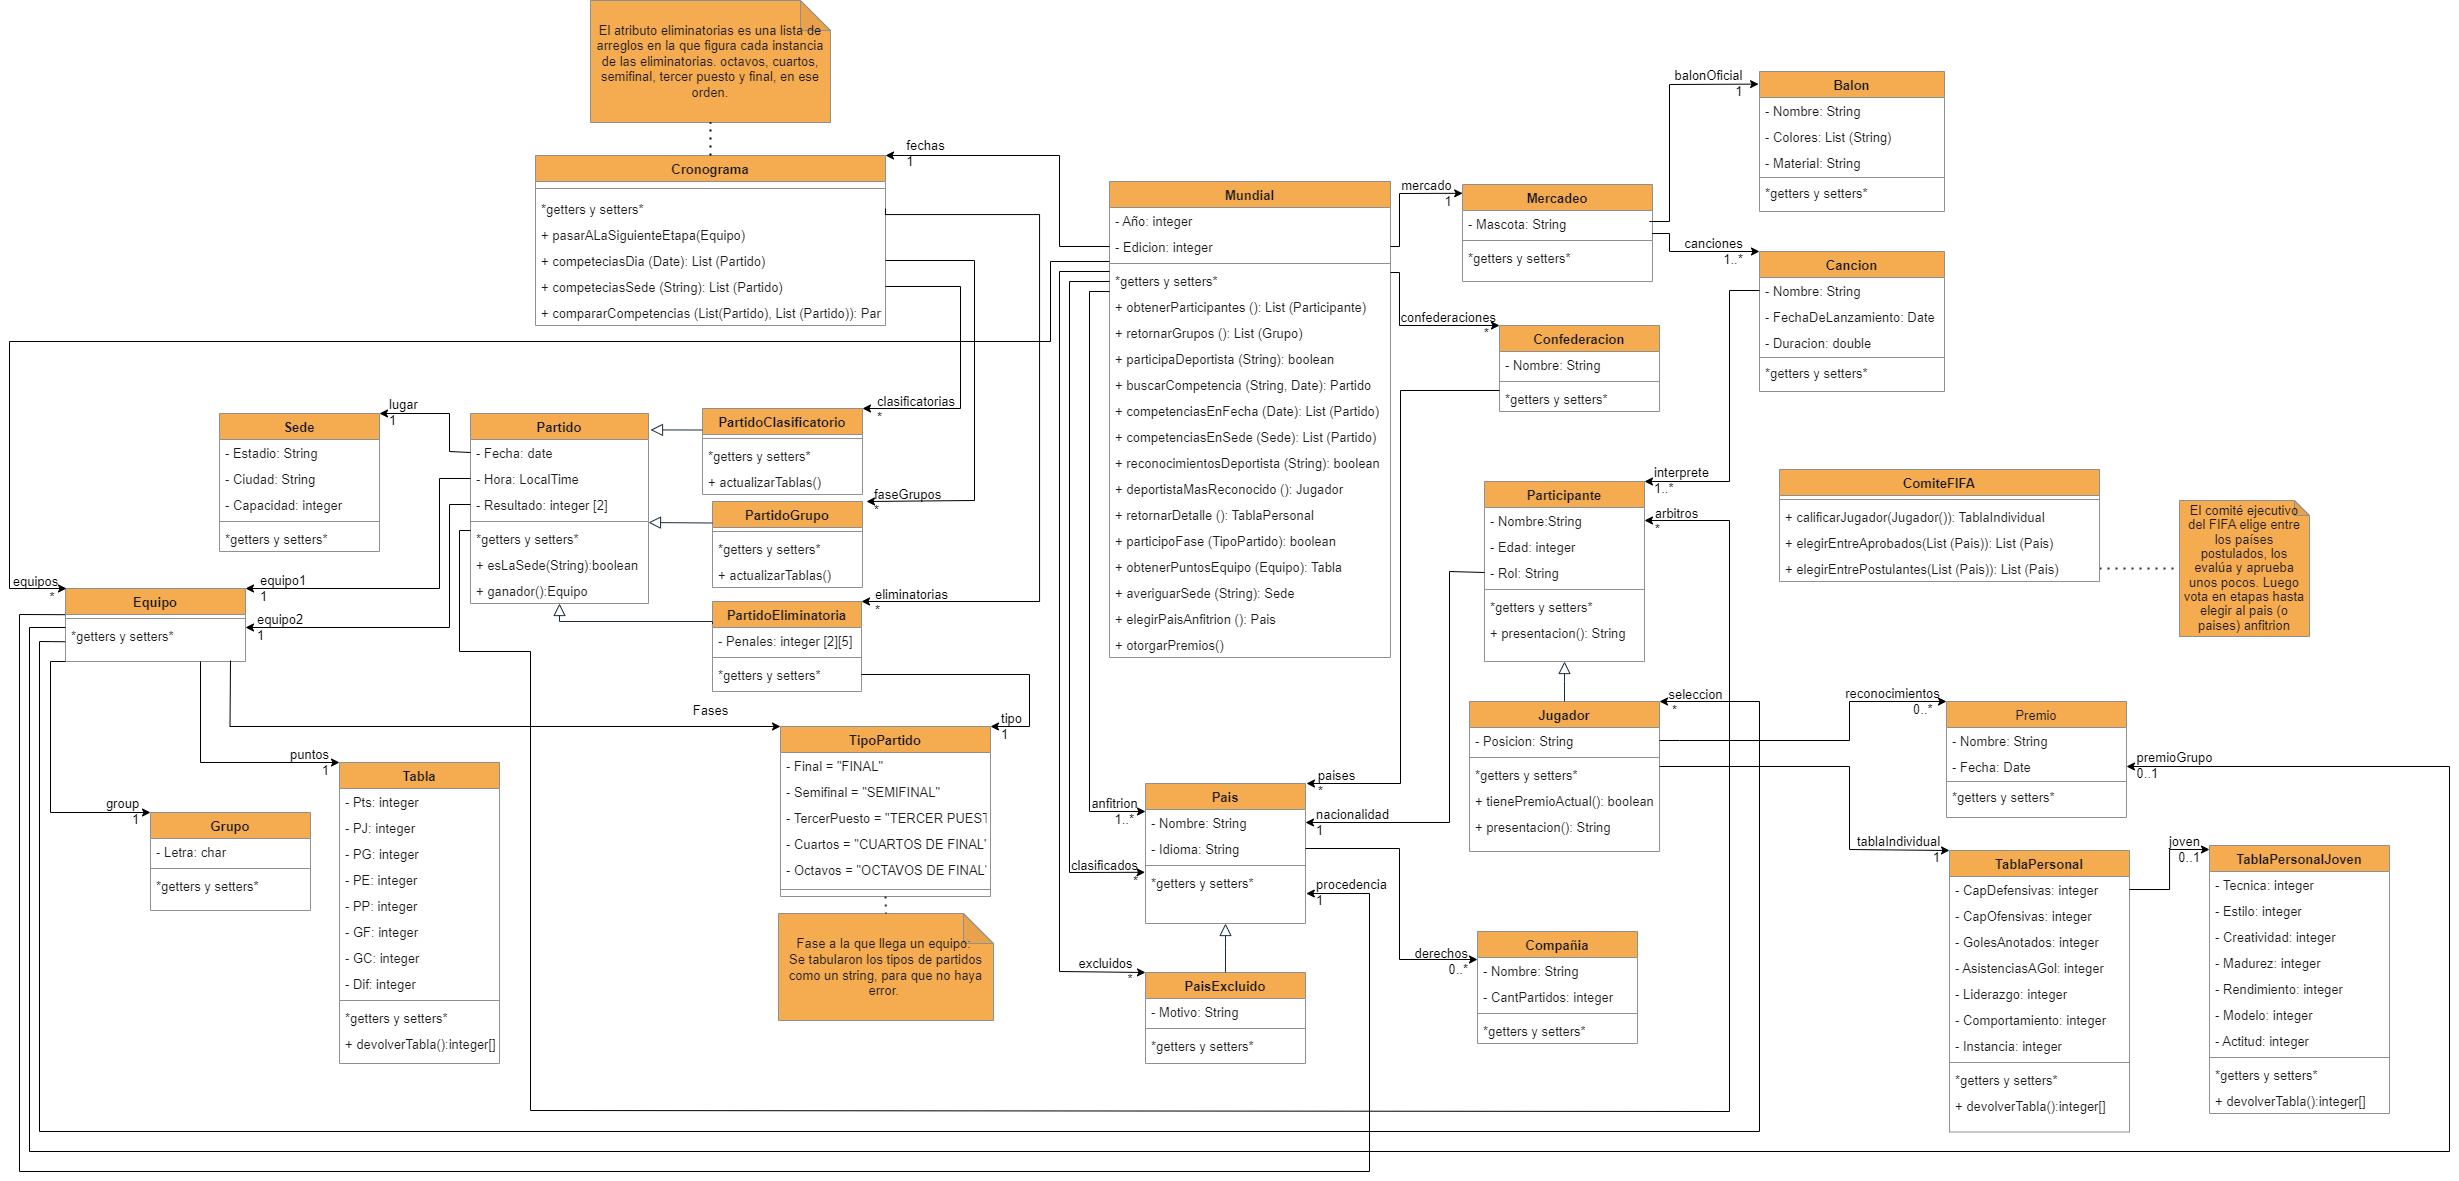 El atributo eliminatorias es una lista de
arreglos en la que figura cada instancia
de las eliminatorias. octavos, cuartos,
semifinal, tercer puesto y final, en ese
orden.
fechas
1
Cronograma
*getters y setters*
+ pasarALaSiguienteEtapa(Equipo)
+ competeciasDia (Date): List (Partido)
+ competeciasSede (String): List (Partido)
+ compararCompetencias (List(Partido), List (Partido)): Par
Mundial
- Año: integer
- Edicion: integer
*getters y setters*
+ obtenerParticipantes (): List (Participante)
+ retornarGrupos (): List (Grupo)
+ participaDeportista (String): boolean
+ buscarCompetencia (String, Date): Partido
+ competenciasEnFecha (Date): List (Partido)
+ competenciasEnSede (Sede): List (Partido)
+ reconocimientosDeportista (String): boolean
+ deportistaMasReconocido (): Jugador
+ retornarDetalle (): TablaPersonal
+ participoFase (TipoPartido): boolean
+ obtenerPuntosEquipo (Equipo): Tabla
+ averiguarSede (String): Sede
+ elegirPaisAnfitrion (): Pais
+ otorgarPremios()
mercado
1
Mercadeo
- Mascota: String
*getters y setters*
balonOficial
1
Balon
- Nombre: String
- Colores: List (String)
- Material: String
*getters y setters*
canciones
1..*
Cancion
- Nombre: String
- FechaDeLanzamiento: Date
- Duracion: double
*getters y setters*
confederaciones
*
Confederacion
- Nombre: String
*getters y setters*
lugar
1
Sede
- Estadio: String
- Ciudad: String
- Capacidad: integer
*getters y setters*
Partido
- Fecha: date
- Hora: LocalTime
- Resultado: integer [2]
*getters y setters*
+ esLaSede(String):boolean
+ ganador():Equipo
clasificatorias
*
PartidoClasificatorio
*getters y setters*
+ actualizarTablas()
faseGrupos
*
PartidoGrupo
*getters y setters*
+ actualizarTablas()
eliminatorias
*
PartidoEliminatoria
- Penales: integer [2][5]
*getters y setters*
interprete
1..*
Participante
- Nombre:String
- Edad: integer
- Rol: String
*getters y setters*
+ presentacion(): String
arbitros
*
ComiteFIFA
+ calificarJugador(Jugador()): TablaIndividual
+ elegirEntreAprobados(List (Pais)): List (Pais)
+ elegirEntrePostulantes(List (Pais)): List (Pais)
El comité ejecutivo
del FIFA elige entre
los países
postulados, los
evalúa y aprueba
unos pocos. Luego
vota en etapas hasta
elegir al pais (o
paises) anfitrion
equipos
*
equipo1
1
equipo2
1
Equipo
*getters y setters*
Fases
tipo
1
TipoPartido
- Final = "FINAL"
- Semifinal = "SEMIFINAL"
- TercerPuesto = "TERCER PUEST
- Cuartos = "CUARTOS DE FINAL"
- Octavos = "OCTAVOS DE FINAL"
Fase a la que llega un equipo:
Se tabularon los tipos de partidos
como un string, para que no haya
error.
puntos
1
Tabla
- Pts: integer
- PJ: integer
- PG: integer
- PE: integer
- PP: integer
- GF: integer
- GC: integer
- Dif: integer
*getters y setters*
+ devolverTabla():integer[]
group
1
Grupo
- Letra: char
*getters y setters*
seleccion
*
Jugador
- Posicion: String
*getters y setters*
+ tienePremioActual(): boolean
+ presentacion(): String
reconocimientos
0..*
Premio
- Nombre: String
- Fecha: Date
*getters y setters*
premioGrupo
0..1
paises
*
anfitrion
1..*
nacionalidad
1
clasificados
*
procedencia
1
Pais
- Nombre: String
- Idioma: String
*getters y setters*
excluidos
*
PaisExcluido
- Motivo: String
*getters y setters*
derechos
0..*
Compañia
- Nombre: String
- CantPartidos: integer
*getters y setters*
tablaIndividual
1
TablaPersonal
- CapDefensivas: integer
- CapOfensivas: integer
- GolesAnotados: integer
- AsistenciasAGol: integer
- Liderazgo: integer
- Comportamiento: integer
- Instancia: integer
*getters y setters*
+ devolverTabla():integer[]
joven
0..1
TablaPersonalJoven
- Tecnica: integer
- Estilo: integer
- Creatividad: integer
- Madurez: integer
- Rendimiento: integer
- Modelo: integer
- Actitud: integer
*getters y setters*
+ devolverTabla():integer[]